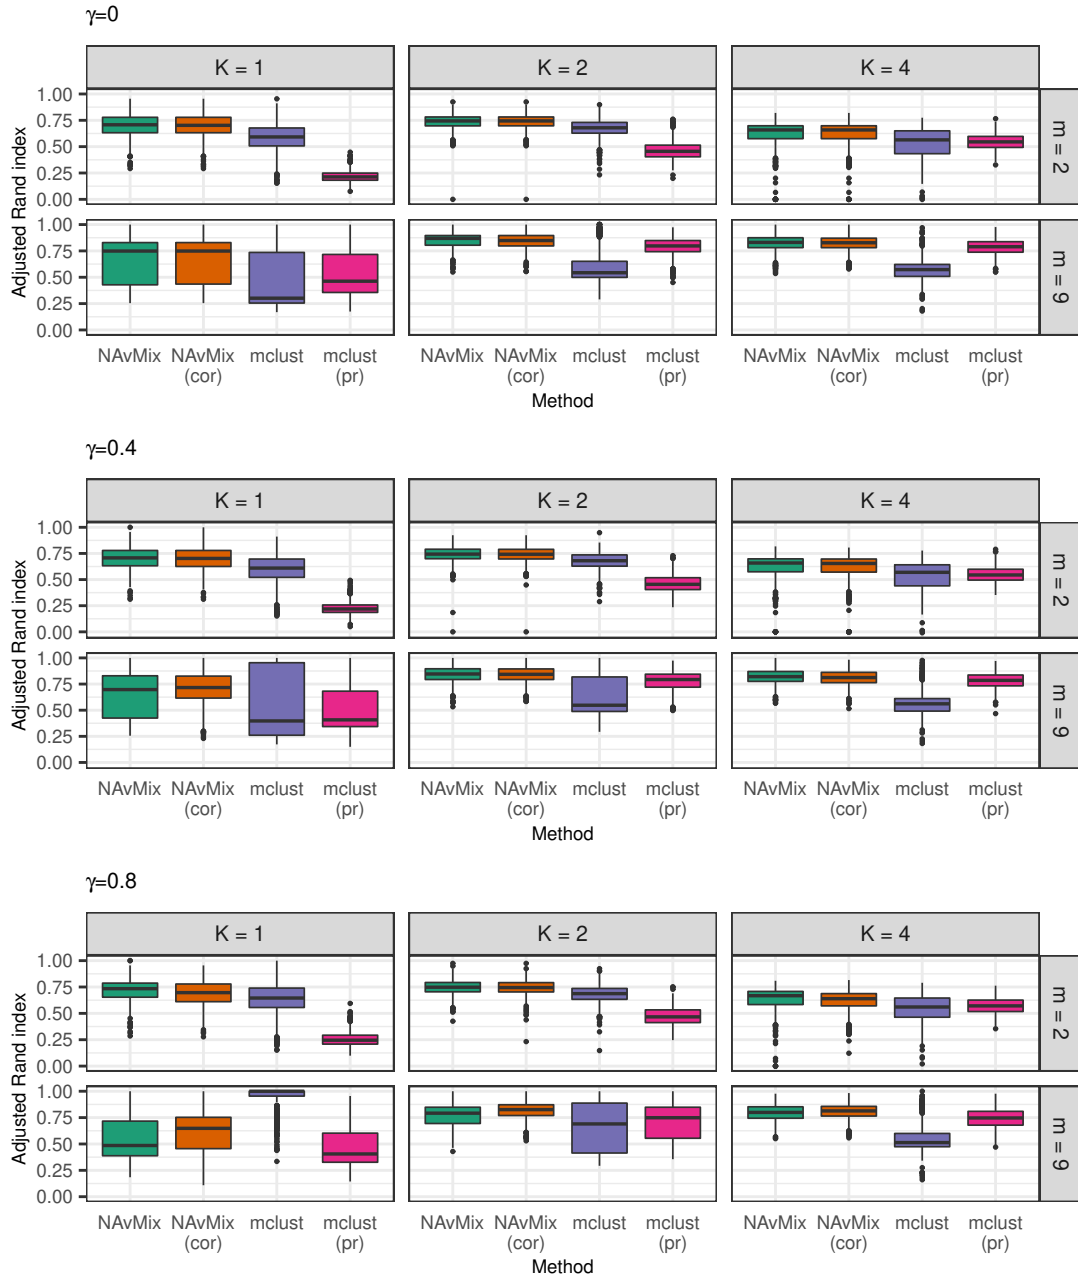 γ=0
K = 1
K = 2
K = 4
Adjusted Rand index
1.00
0.75
0.50
0.25
0.00
m = 2
1.00
0.75
0.50
0.25
0.00
m = 9
NAvMix
NAvMix
(cor)
mclust
mclust
(pr)
NAvMix
NAvMix
(cor)
mclust
mclust
(pr)
NAvMix
NAvMix
(cor)
mclust
mclust
(pr)
Method
γ=0.4
K = 1
K = 2
K = 4
Adjusted Rand index
1.00
0.75
0.50
0.25
0.00
m = 2
1.00
0.75
0.50
0.25
0.00
m = 9
NAvMix
NAvMix
(cor)
mclust
mclust
(pr)
NAvMix
NAvMix
(cor)
mclust
mclust
(pr)
NAvMix
NAvMix
(cor)
mclust
mclust
(pr)
Method
γ=0.8
K = 1
K = 2
K = 4
Adjusted Rand index
1.00
0.75
0.50
0.25
0.00
m = 2
1.00
0.75
0.50
0.25
0.00
m = 9
NAvMix
NAvMix
(cor)
mclust
mclust
(pr)
NAvMix
NAvMix
(cor)
mclust
mclust
(pr)
NAvMix
NAvMix
(cor)
mclust
mclust
(pr)
Method